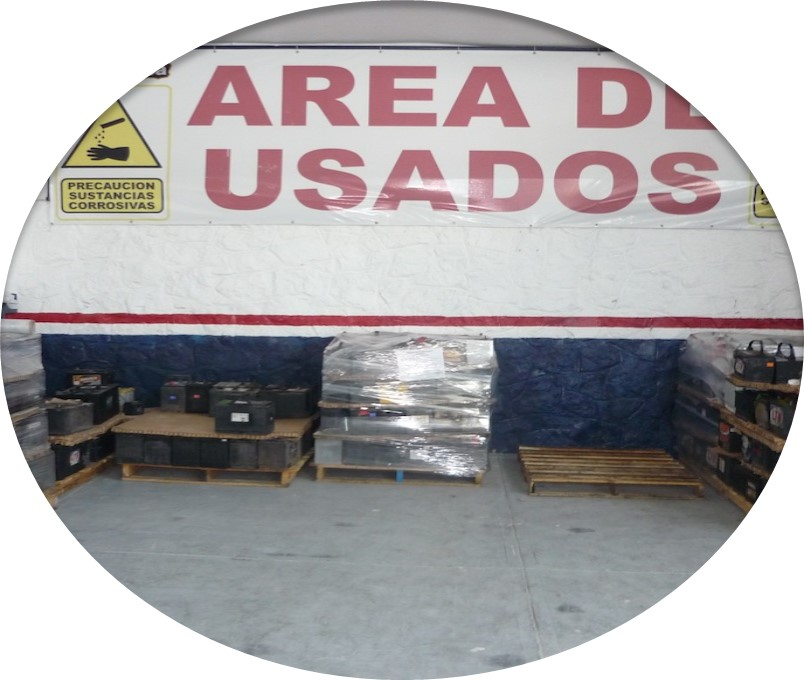 AREA DE
USADOS
PRECAUCION
SUSTANCIAS
CORROSIVAS